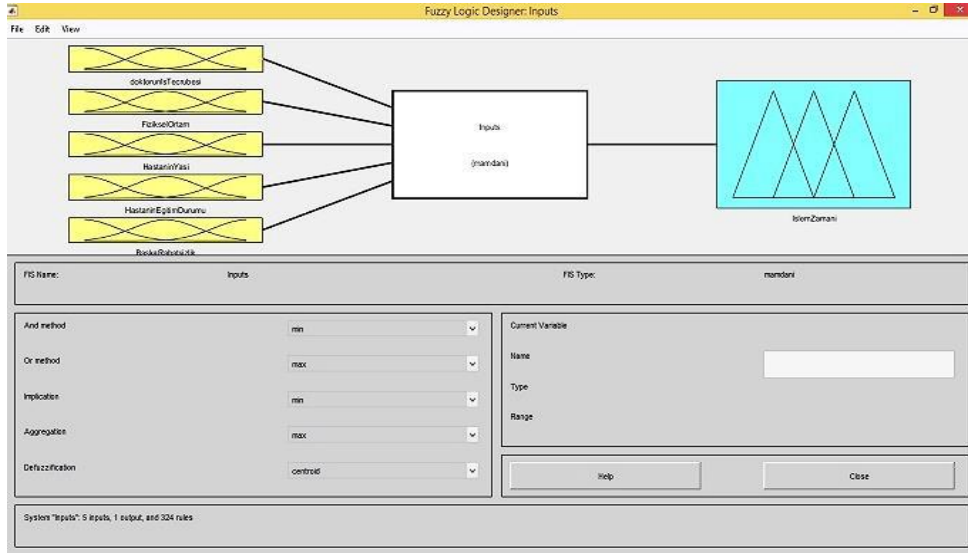 Fuzzy Logic Designer: Inputs
File Edit View
doktorunIsTecrubesi
FizikselOrtam
HastaninYasi
HastaninEgitimDurumu
BaskaRahatsizlik
Inputs
(mamdani)
IslemZamani
FIS Name: Inputs FIS Type: mamdani
And method min
Or method max
Implication min
Aggregation max
Defuzzification centroid
Current Variable
Name
Type
Range
Help Close
System "Inputs": 5 inputs, 1 output, and 324 rules